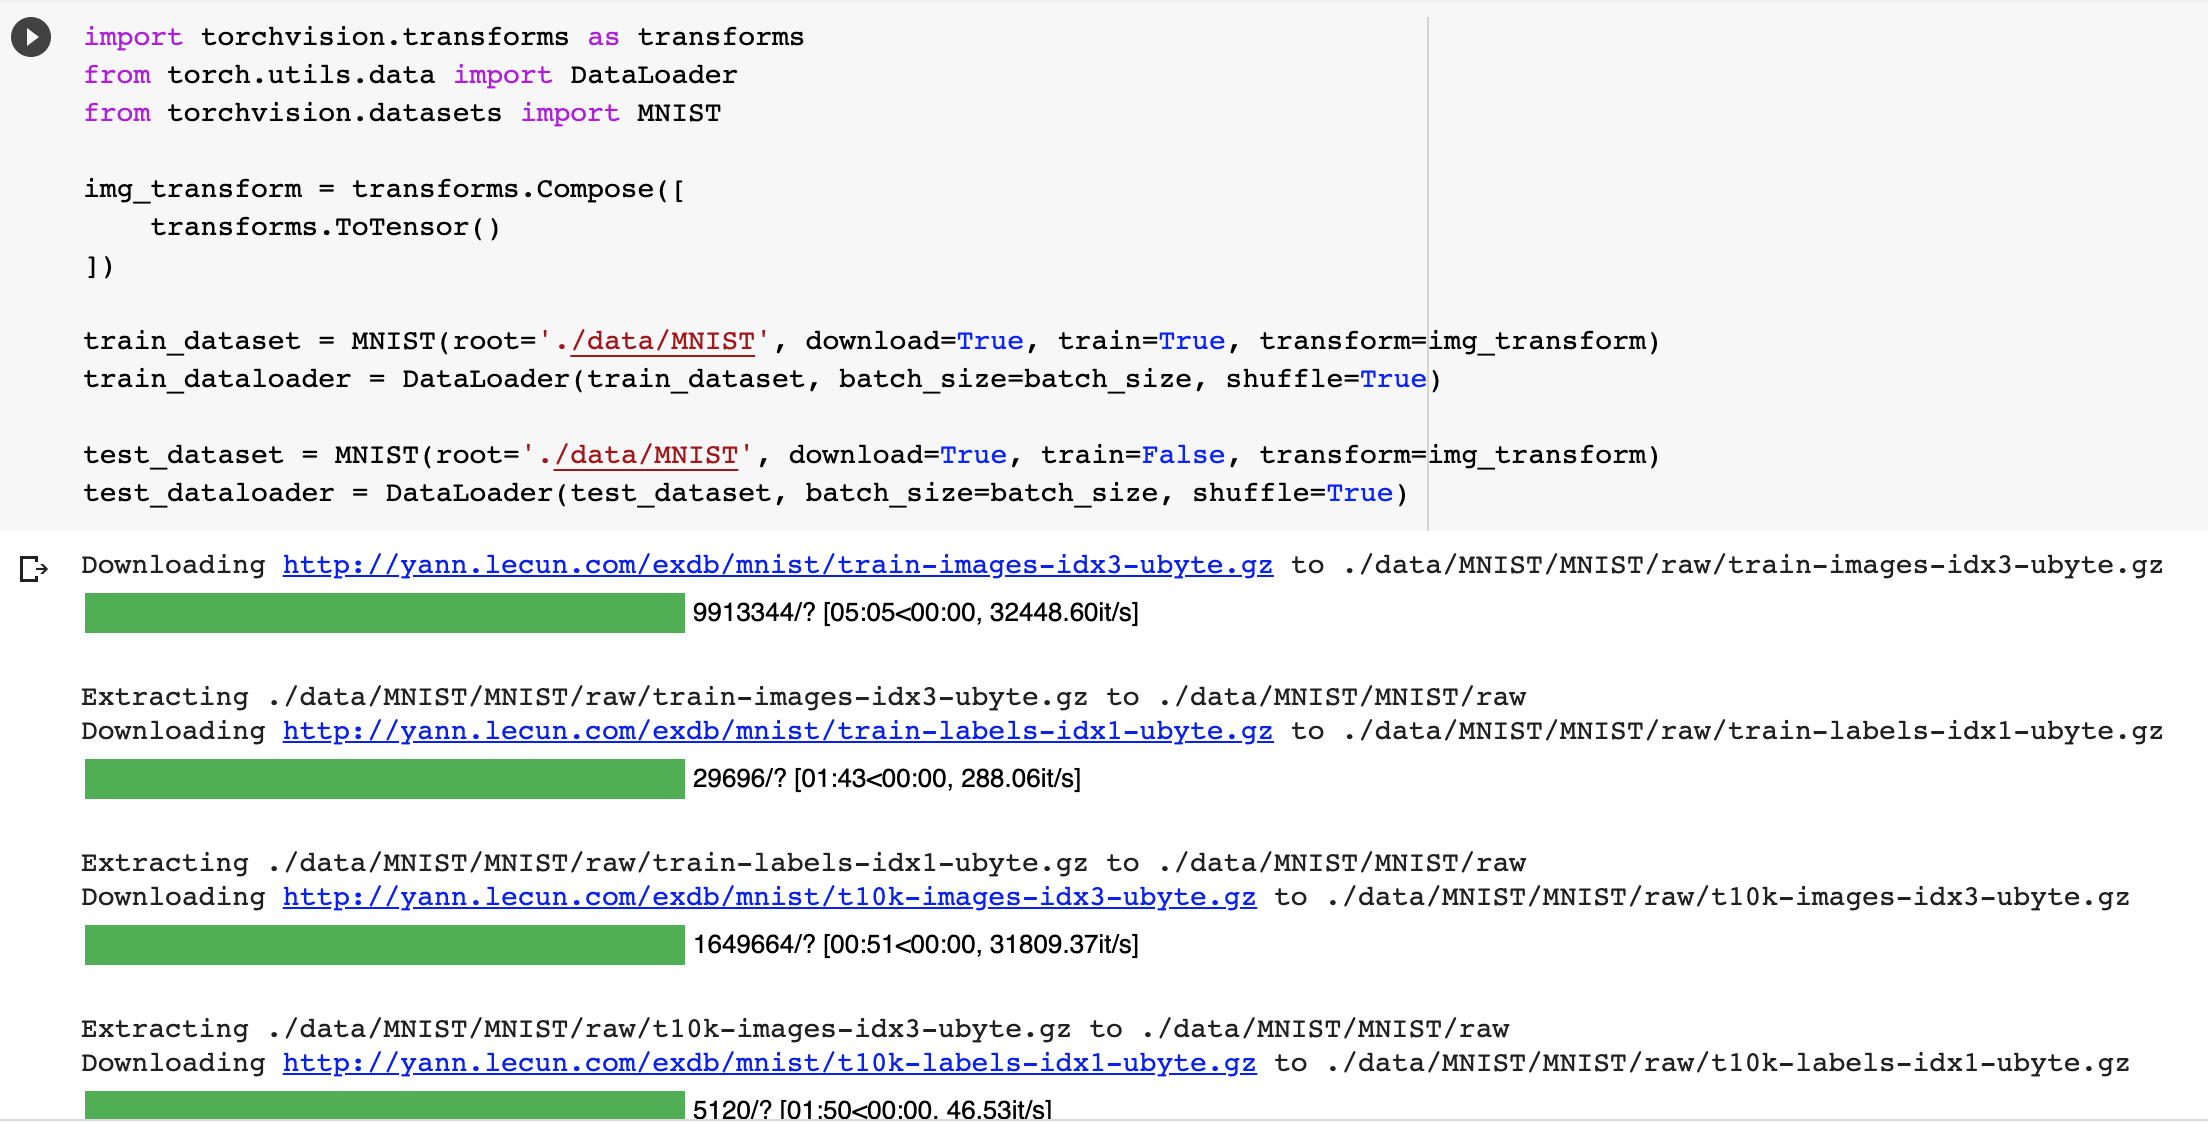 import torchvision.transforms as transforms
from torch.utils.data import DataLoader
from torchvision.datasets import MNIST
img_transform = transforms.Compose([
    transforms.ToTensor()
])
train_dataset = MNIST(root='./data/MNIST', download=True, train=True, transform=img_transform)
train_dataloader = DataLoader(train_dataset, batch_size=batch_size, shuffle=True)
test_dataset = MNIST(root='./data/MNIST', download=True, train=False, transform=img_transform)
test_dataloader = DataLoader(test_dataset, batch_size=batch_size, shuffle=True)
Downloading http://yann.lecun.com/exdb/mnist/train-images-idx3-ubyte.gz to ./data/MNIST/MNIST/raw/train-images-idx3-ubyte.gz
9913344/? [05:05<00:00, 32448.60it/s]
Extracting ./data/MNIST/MNIST/raw/train-images-idx3-ubyte.gz to ./data/MNIST/MNIST/raw
Downloading http://yann.lecun.com/exdb/mnist/train-labels-idx1-ubyte.gz to ./data/MNIST/MNIST/raw/train-labels-idx1-ubyte.gz
29696/? [01:43<00:00, 288.06it/s]
Extracting ./data/MNIST/MNIST/raw/train-labels-idx1-ubyte.gz to ./data/MNIST/MNIST/raw
Downloading http://yann.lecun.com/exdb/mnist/t10k-images-idx3-ubyte.gz to ./data/MNIST/MNIST/raw/t10k-images-idx3-ubyte.gz
1649664/? [00:51<00:00, 31809.37it/s]
Extracting ./data/MNIST/MNIST/raw/t10k-images-idx3-ubyte.gz to ./data/MNIST/MNIST/raw
Downloading http://yann.lecun.com/exdb/mnist/t10k-labels-idx1-ubyte.gz to ./data/MNIST/MNIST/raw/t10k-labels-idx1-ubyte.gz
5120/? [01:50<00:00, 46.53it/s]